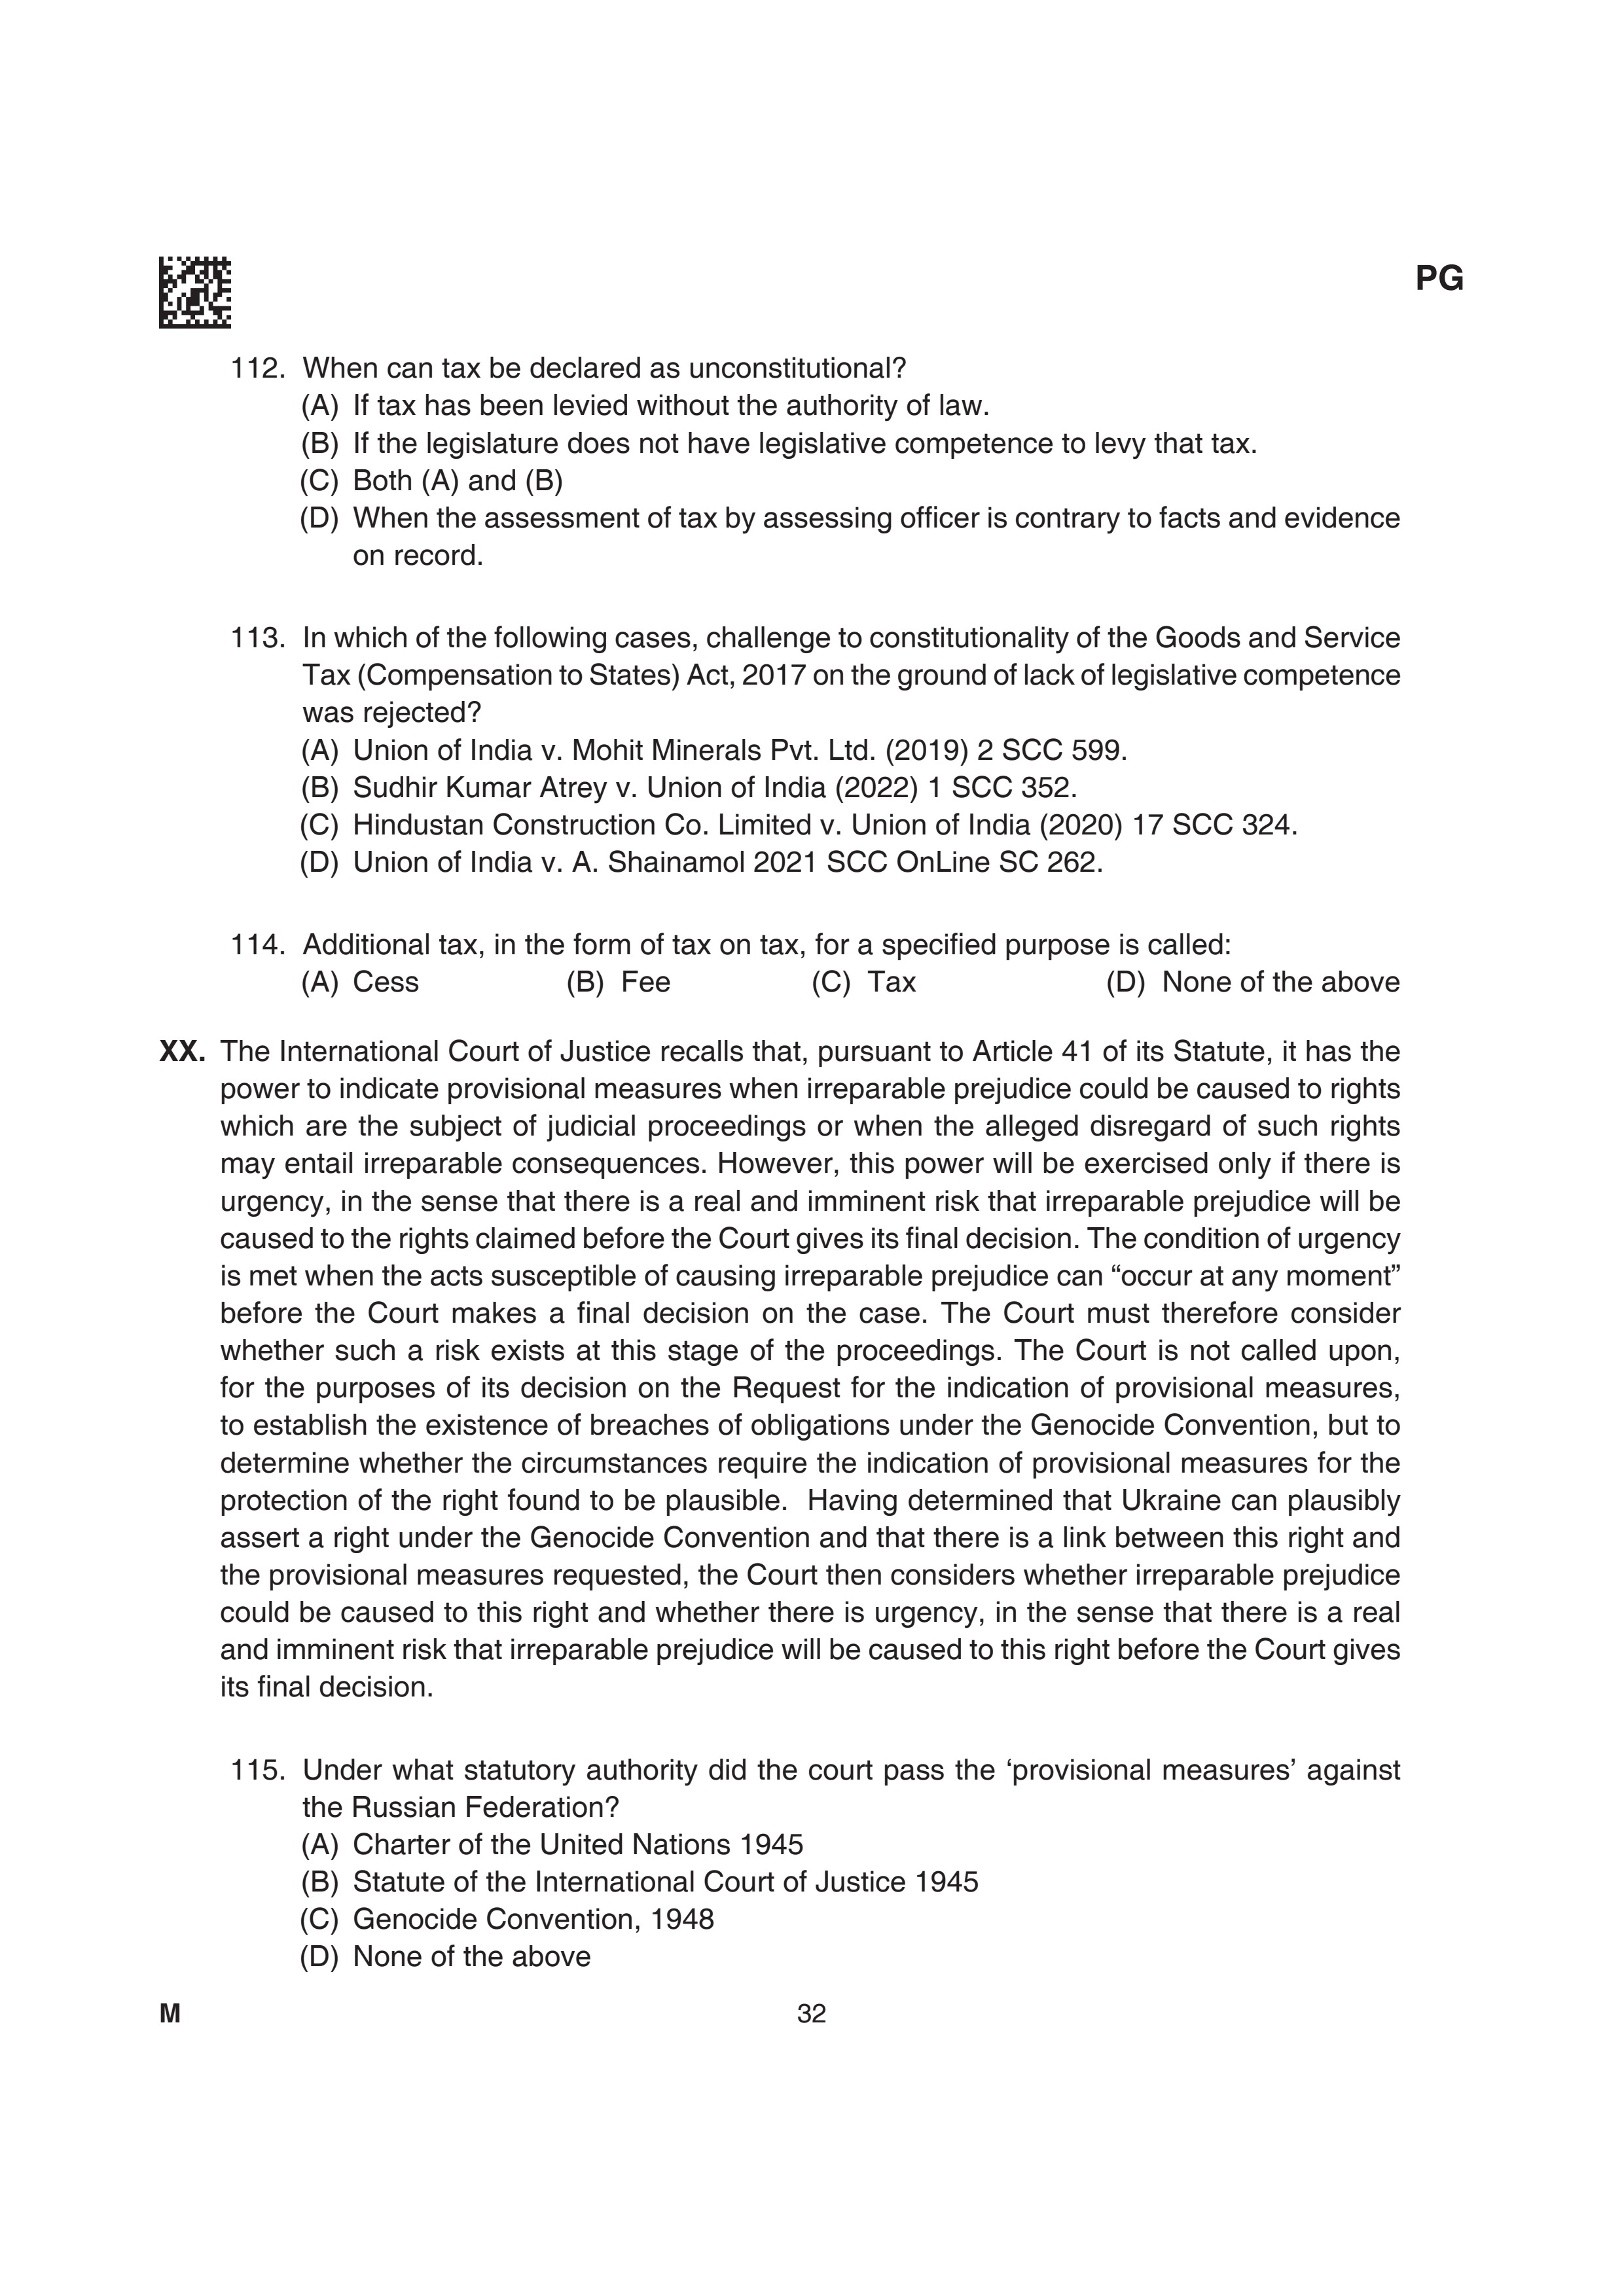 PG
112. When can tax be declared as unconstitutional?
(A) If tax has been levied without the authority of law.
(B) If the legislature does not have legislative competence to levy that tax.
(C) Both (A) and (B)
(D) When the assessment of tax by assessing officer is contrary to facts and evidence
on record.
113. In which of the following cases, challenge to constitutionality of the Goods and Service
Tax (Compensation to States) Act, 2017 on the ground of lack of legislative competence
was rejected?
(A) Union of India v. Mohit Minerals Pvt. Ltd. (2019) 2 SCC 599.
(B) Sudhir Kumar Atrey v. Union of India (2022) 1 SCC 352.
(C) Hindustan Construction Co. Limited v. Union of India (2020) 17 SCC 324.
(D) Union of India v. A. Shainamol 2021 SCC OnLine SC 262.
114. Additional tax, in the form of tax on tax, for a specified purpose is called:
(A) Cess (B) Fee (C) Tax (D) None of the above
XX. The International Court of Justice recalls that, pursuant to Article 41 of its Statute, it has the
power to indicate provisional measures when irreparable prejudice could be caused to rights
which are the subject of judicial proceedings or when the alleged disregard of such rights
may entail irreparable consequences. However, this power will be exercised only if there is
urgency, in the sense that there is a real and imminent risk that irreparable prejudice will be
caused to the rights claimed before the Court gives its final decision. The condition of urgency
is met when the acts susceptible of causing irreparable prejudice can “occur at any moment”
before the Court makes a final decision on the case. The Court must therefore consider
whether such a risk exists at this stage of the proceedings. The Court is not called upon,
for the purposes of its decision on the Request for the indication of provisional measures,
to establish the existence of breaches of obligations under the Genocide Convention, but to
determine whether the circumstances require the indication of provisional measures for the
protection of the right found to be plausible. Having determined that Ukraine can plausibly
assert a right under the Genocide Convention and that there is a link between this right and
the provisional measures requested, the Court then considers whether irreparable prejudice
could be caused to this right and whether there is urgency, in the sense that there is a real
and imminent risk that irreparable prejudice will be caused to this right before the Court gives
its final decision.
115. Under what statutory authority did the court pass the ‘provisional measures’ against
the Russian Federation?
(A) Charter of the United Nations 1945
(B) Statute of the International Court of Justice 1945
(C) Genocide Convention, 1948
(D) None of the above
M 32